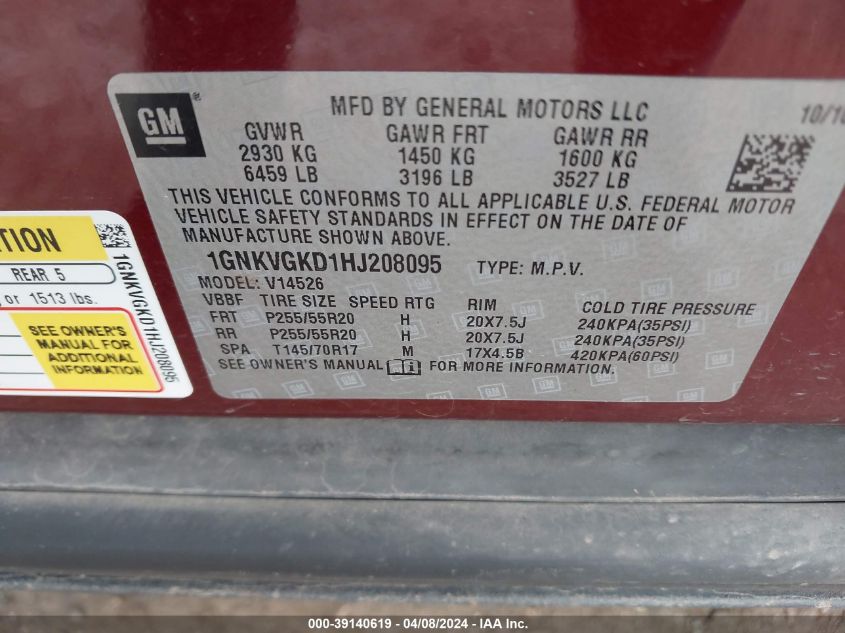 GM
MFD BY GENERAL MOTORS LLC
GVWR GAWR FRT GAWR RR
2930 KG 1450 KG 1600 KG
6459 LB 3196 LB 3527 LB
THIS VEHICLE CONFORMS TO ALL APPLICABLE U.S. FEDERAL MOTOR
VEHICLE SAFETY STANDARDS IN EFFECT ON THE DATE OF
MANUFACTURE SHOWN ABOVE.
1GNKVGKD1HJ208095 TYPE: M.P.V.
MODEL: V14526
VBBF TIRE SIZE SPEED RTG RIM COLD TIRE PRESSURE
FRT P255/55R20 H 20X7.5J 240KPA(35PSI)
RR P255/55R20 H 20X7.5J 240KPA(35PSI)
SPA T145/70R17 M 17X4.5B 420KPA(60PSI)
SEE OWNER'S MANUAL FOR MORE INFORMATION.
REAR 5
or 1513 lbs.
SEE OWNER'S
MANUAL FOR
ADDITIONAL
INFORMATION
1GNKVGKD1HJ208095
000-39140619 - 04/08/2024 - IAA, Inc.